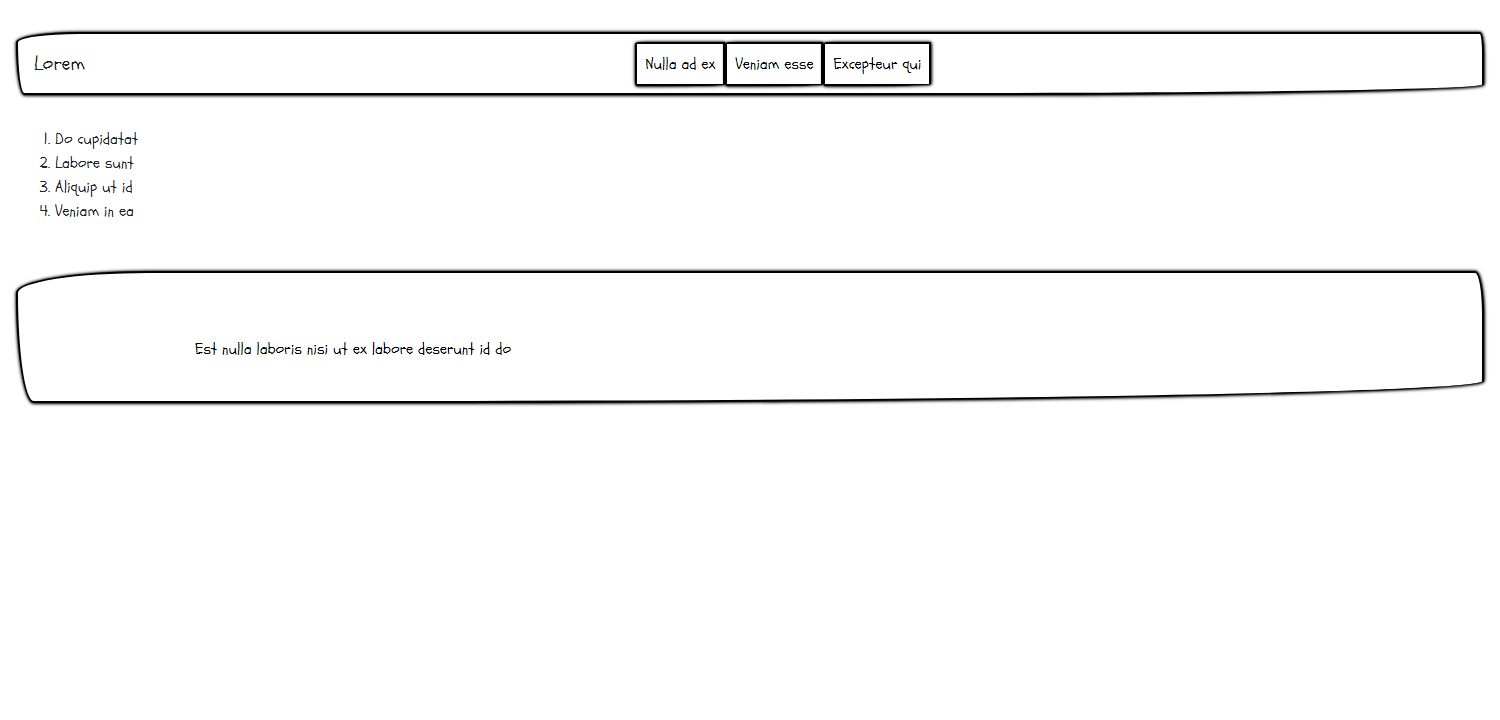 Lorem
Nulla ad ex Veniam esse Excepteur qui
1. Do cupidatat
2. Labore sunt
3. Aliquip ut id
4. Veniam in ea
Est nulla laboris nisi ut ex labore deserunt id do